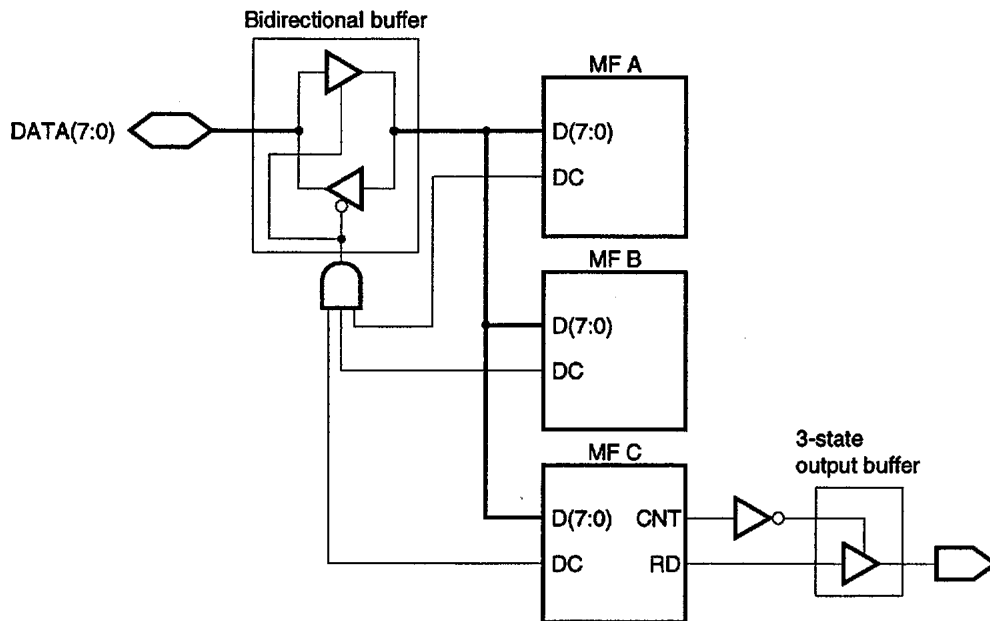 Bidirectional buffer
DATA(7:0)
MF A
D(7:0)
DC
MF B
D(7:0)
DC
MF C
D(7:0)
CNT
DC
RD
3-state
output buffer